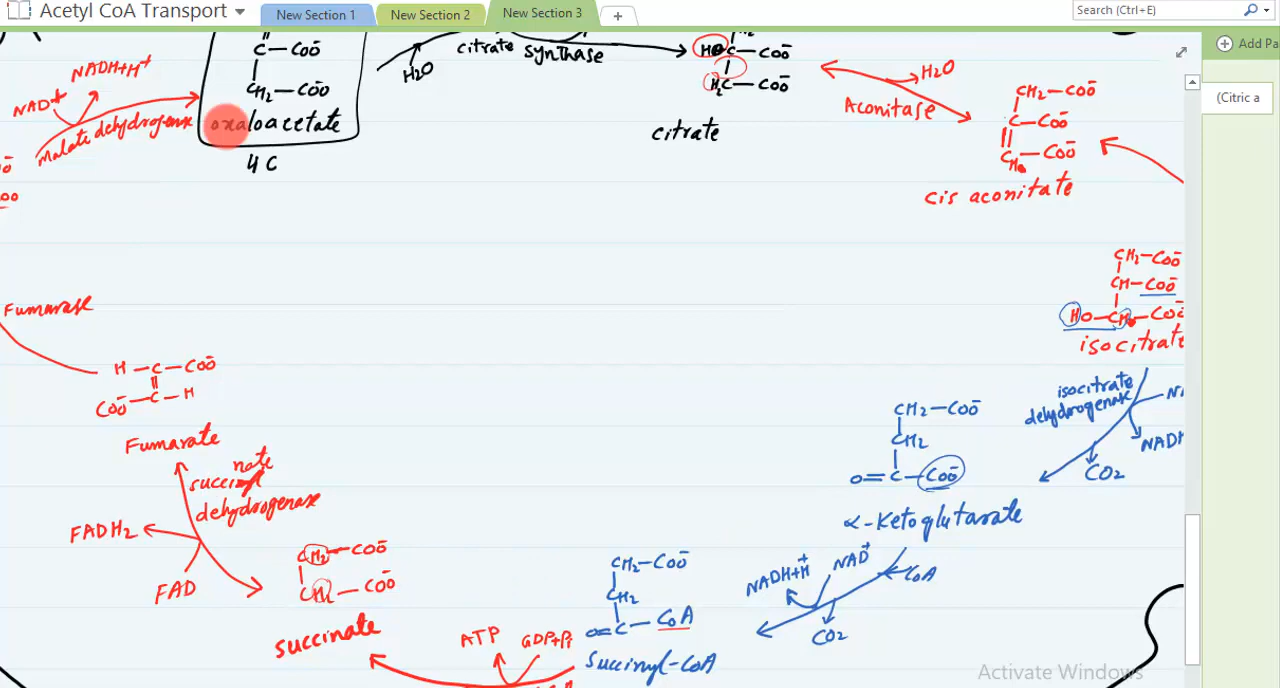 Acetyl CoA Transport
New Section 1
New Section 2
New Section 3
+
Search (Ctrl+E)
Add Pa
(Citric a
NAD+
NADH+H+
Malate dehydrogenase
C—COO̅
CH2—COO̅
oxaloacetate
4C
H2O
citrate
synthase
HO C—COO̅
H2C—COO̅
citrate
H2O
Aconitase
CH2—COO̅
C—COO̅
CH—COO̅
cis aconitate
CH2—COO̅
CH—COO̅
HO—CH—COO̅
isocitrate
isocitrate
dehydrogenase
NADH
CO2
CH2—COO̅
CH2
O=C—COO̅
α-Ketoglutarate
NAD+
NADH+H+
CoA
CO2
CH2—COO̅
CH2
O=C—CoA
Succinyl-CoA
ATP
GDP+Pi
CH2—COO̅
CH2—COO̅
succinate
FAD
FADH2
nate
succi
dehydrogenase
Fumarate
H—C—COO̅
COO̅—C—H
Fumarase
Activate Windows